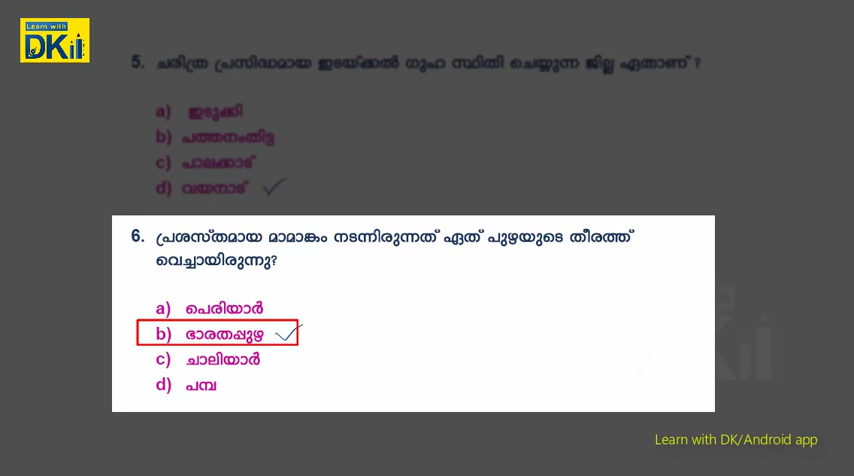 Learn with
DK
5. ചരിത്ര പ്രസിദ്ധമായ ഇടയ്ക്കൽ ഗുഹ സ്ഥിതി ചെയ്യുന്ന ജില്ല ഏതാണ് ?
a) ഇടുക്കി
b) പത്തനംതിട്ട
c) പാലക്കാട്
d) വയനാട്
6. പ്രശസ്തമായ മാമാങ്കം നടന്നിരുന്നത് ഏത് പുഴയുടെ തീരത്ത്
വെച്ചായിരുന്നു?
a) പെരിയാർ
b) ഭാരതപ്പുഴ
c) ചാലിയാർ
d) പമ്പ
Learn with DK/Android app